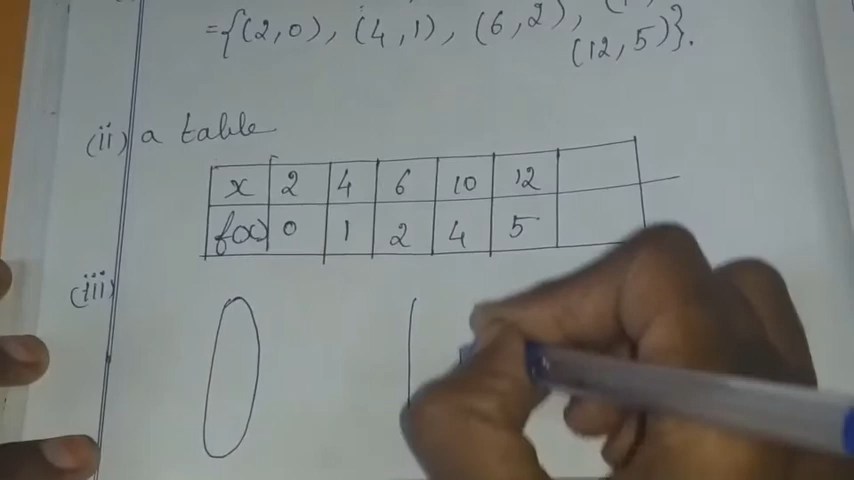 ={(2,0), (4,1), (6,2),
(12,5)}.
(ii) a table
x 2 4 6 10 12
f(x) 0 1 2 4 5
(iii)